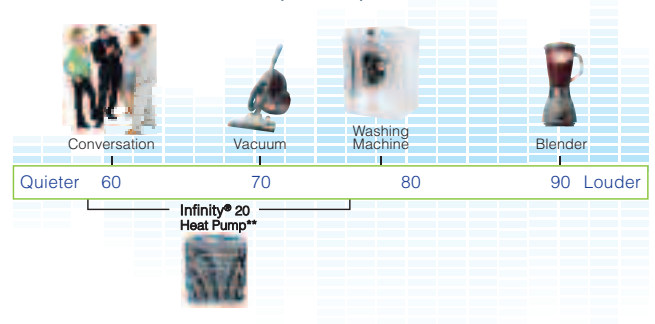 Conversation
Vacuum
Washing
Machine
Blender
Quieter 60 70 80 90 Louder
Infinity® 20
Heat Pump**